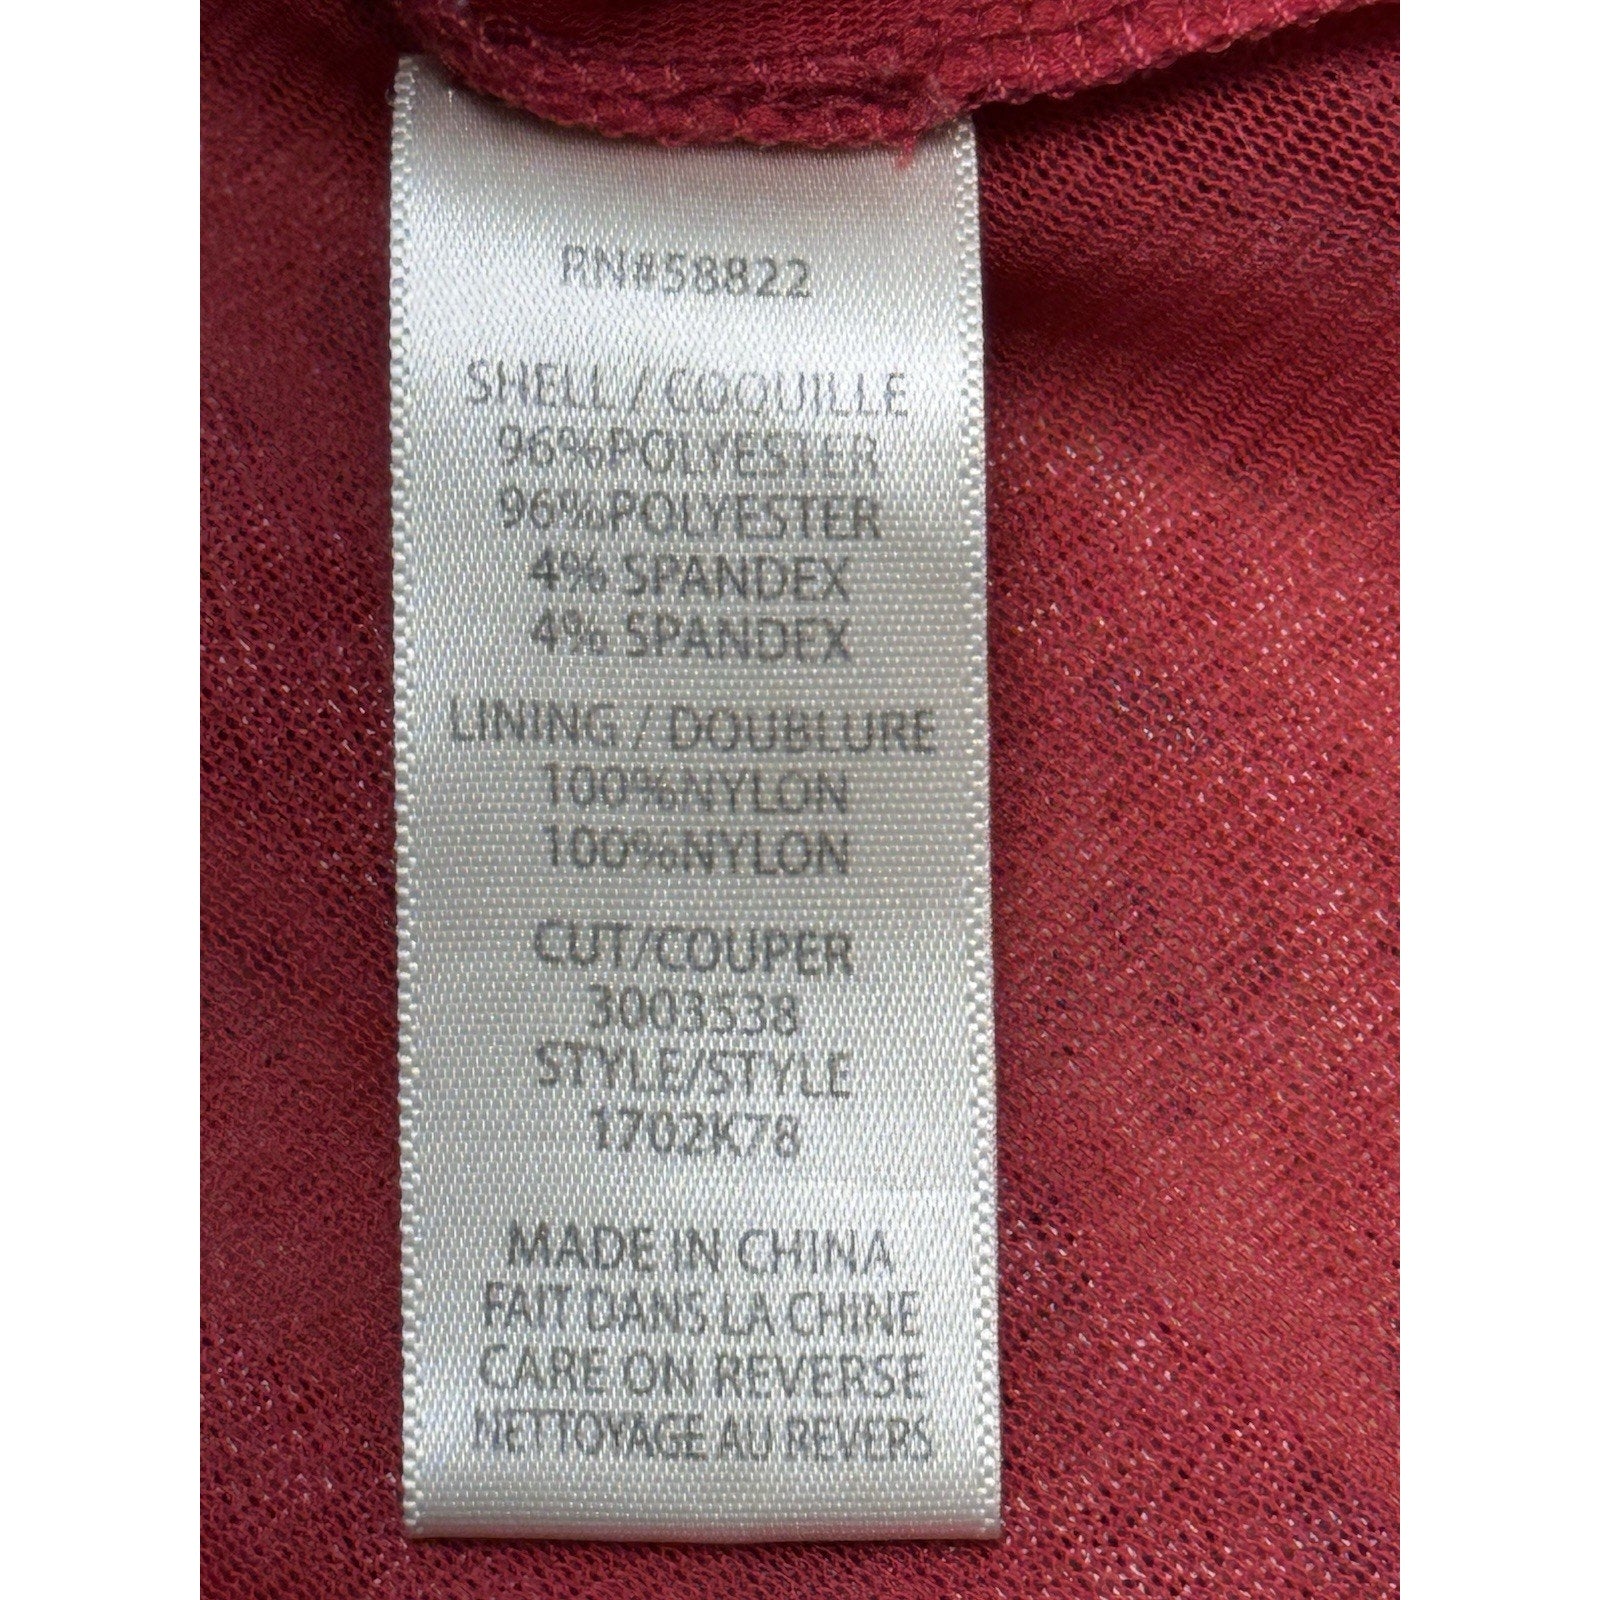 RN#58822
SHELL / COQUILLE
96%POLYESTER
96%POLYESTER
4% SPANDEX
4% SPANDEX
LINING / DOUBLURE
100%NYLON
100%NYLON
CUT/COUPER
3003538
STYLE/STYLE
1702K78
MADE IN CHINA
FAIT DANS LA CHINE
CARE ON REVERSE
NETTOYAGE AU REVERS